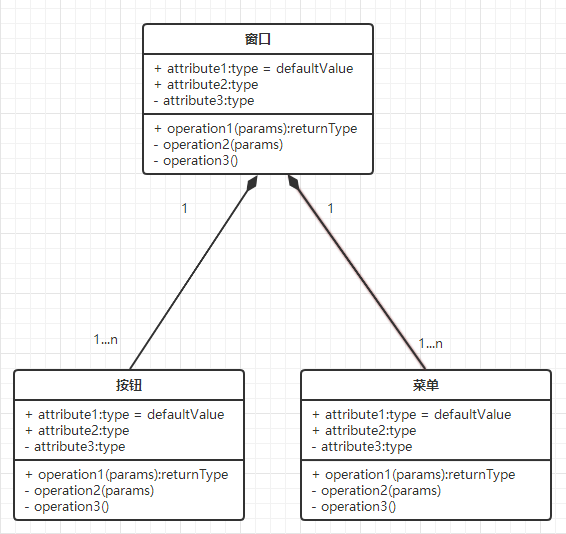 窗口
+ attribute1:type = defaultValue
+ attribute2:type
- attribute3:type
+ operation1(params):returnType
- operation2(params)
- operation3()
1
1
1...n
1...n
按钮
+ attribute1:type = defaultValue
+ attribute2:type
- attribute3:type
+ operation1(params):returnType
- operation2(params)
- operation3()
菜单
+ attribute1:type = defaultValue
+ attribute2:type
- attribute3:type
+ operation1(params):returnType
- operation2(params)
- operation3()